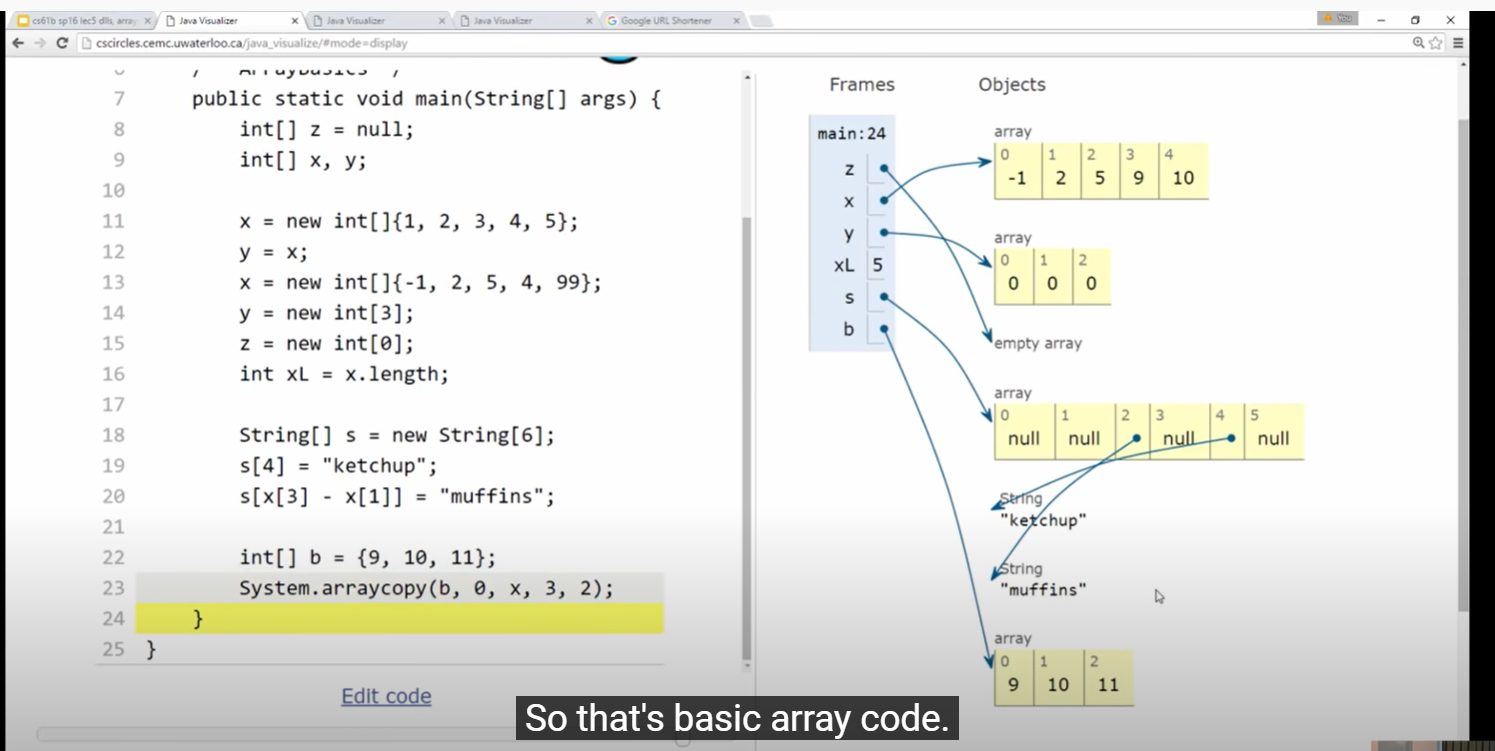 cs61b sp16 lec5 dlls, array
Java Visualizer
Java Visualizer
Java Visualizer
Google URL Shortener
You
cscircles.cemc.uwaterloo.ca/java_visualize/#mode=display
7 public static void main(String[] args) {
8 int[] z = null;
9 int[] x, y;
10
11 x = new int[]{1, 2, 3, 4, 5};
12 y = x;
13 x = new int[]{-1, 2, 5, 4, 99};
14 y = new int[3];
15 z = new int[0];
16 int xL = x.length;
17
18 String[] s = new String[6];
19 s[4] = "ketchup";
20 s[x[3] - x[1]] = "muffins";
21
22 int[] b = {9, 10, 11};
23 System.arraycopy(b, 0, x, 3, 2);
24 }
25 }
Edit code
Frames Objects
main:24
z
x
y
xL 5
s
b
array
0 1 2 3 4
-1 2 5 9 10
array
0 1 2
0 0 0
empty array
array
0 1 2 3 4 5
null null null null
String
"ketchup"
String
"muffins"
array
0 1 2
9 10 11
So that's basic array code.